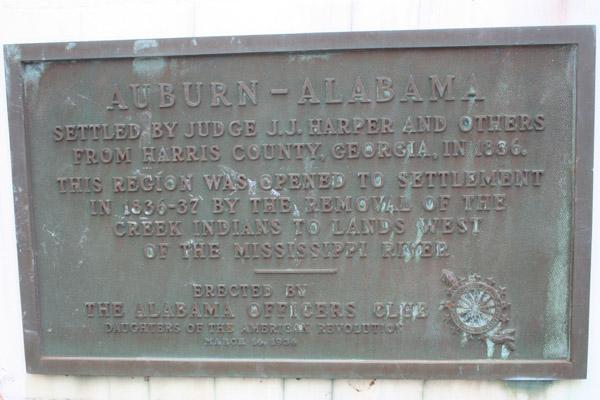 AUBURN - ALABAMA
SETTLED BY JUDGE J.J. HARPER AND OTHERS
FROM HARRIS COUNTY, GEORGIA, IN 1836.
THIS REGION WAS OPENED TO SETTLEMENT
IN 1836-37 BY THE REMOVAL OF THE
CREEK INDIANS TO LANDS WEST
OF THE MISSISSIPPI RIVER
ERECTED BY
THE ALABAMA OFFICERS CLUB
DAUGHTERS OF THE AMERICAN REVOLUTION
MARCH